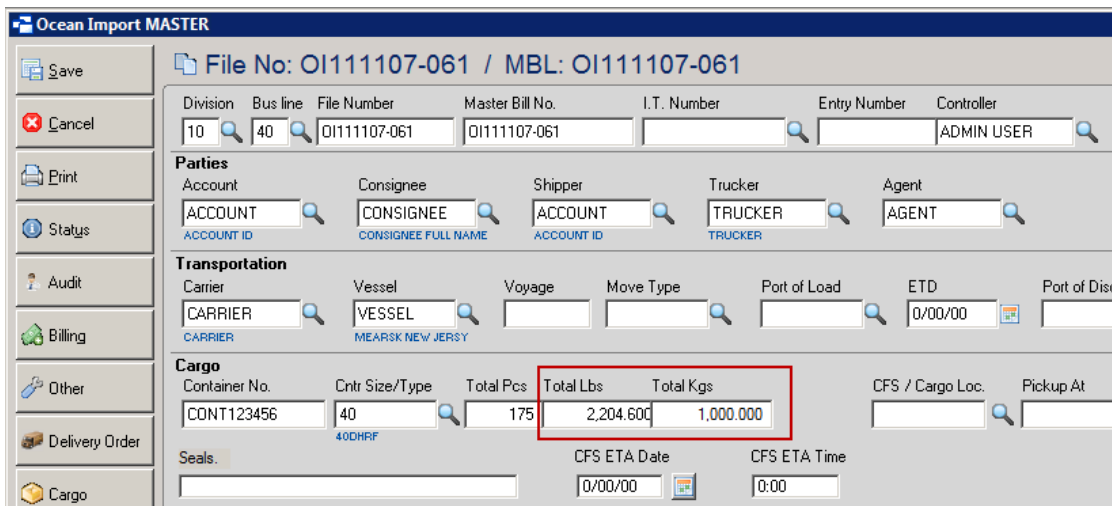 Ocean Import MASTER
Save
File No: OI111107-061 / MBL: OI111107-061
Division Bus line File Number Master Bill No. I.T. Number Entry Number Controller
Cancel
10 40 OI111107-061 OI111107-061 ADMIN USER
Print
Parties
Account Consignee Shipper Trucker Agent
ACCOUNT CONSIGNEE ACCOUNT TRUCKER AGENT
Status
ACCOUNT ID CONSIGNEE FULL NAME ACCOUNT ID TRUCKER
Transportation
Audit
Carrier Vessel Voyage Move Type Port of Load ETD Port of Disc
CARRIER VESSEL 0/00/00
Billing
CARRIER MEARSK NEW JERSY
Cargo
Other
Container No. Cntr Size/Type Total Pcs Total Lbs Total Kgs CFS / Cargo Loc. Pickup At
CONT123456 40 175 2,204.600 1,000.000
40DHRF
Delivery Order
Seals. CFS ETA Date CFS ETA Time
Cargo
0/00/00 0:00